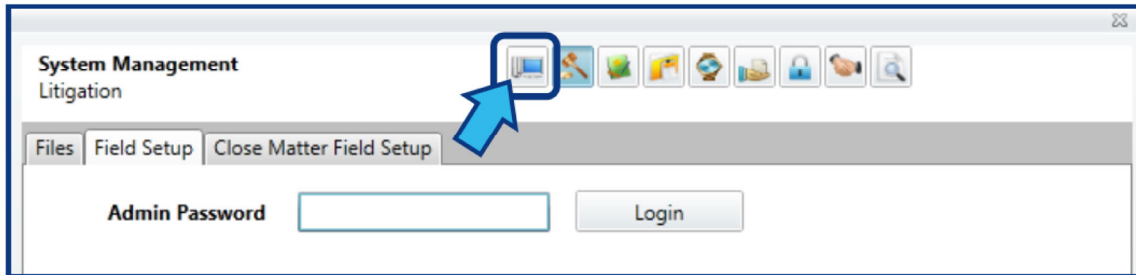 System Management
Litigation
Files Field Setup Close Matter Field Setup
Admin Password Login